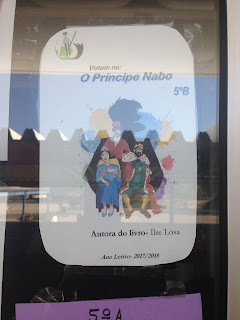 Votem no:
O Príncipe Nabo
5ºB
Autora do livro- Ilse Losa
Ano Letivo- 2017/2018
5ºA